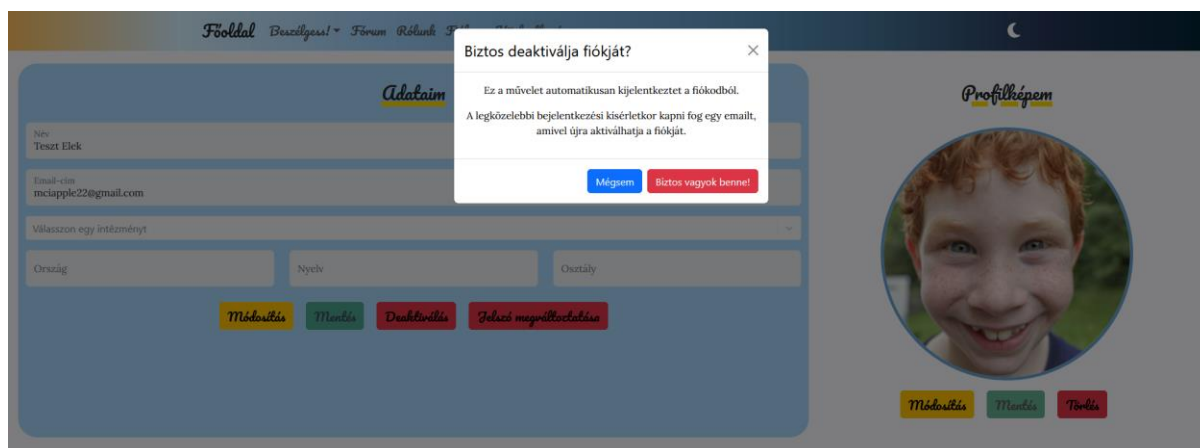 Főoldal Beszélgess! Fórum Rólunk
Biztos deaktiválja fiókját?
Ez a művelet automatikusan kijelentkeztet a fiókodból.
A legközelebbi bejelentkezési kísérletkor kapni fog egy emailt,
amivel újra aktiválhatja a fiókját.
Mégsem Biztos vagyok benne!
Adataim
Név
Teszt Elek
Email-cím
mciapple22@gmail.com
Válasszon egy intézményt
Ország Nyelv Osztály
Módosítás Mentés Deaktiválás Jelszó megváltoztatása
Profilképem
Módosítás Mentés Törlés